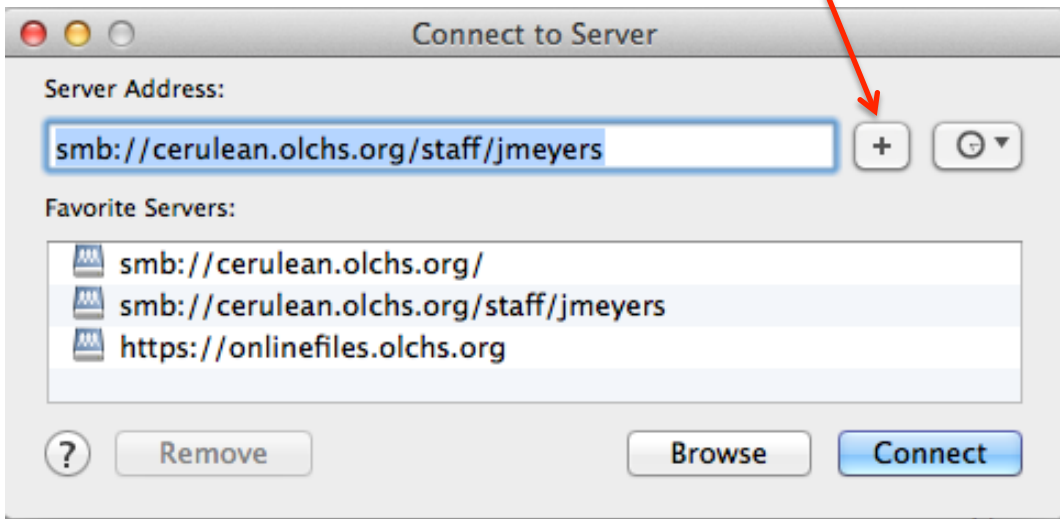 Connect to Server
Server Address:
smb://cerulean.olchs.org/staff/jmeyers
+
Favorite Servers:
smb://cerulean.olchs.org/
smb://cerulean.olchs.org/staff/jmeyers
https://onlinefiles.olchs.org
? Remove Browse Connect